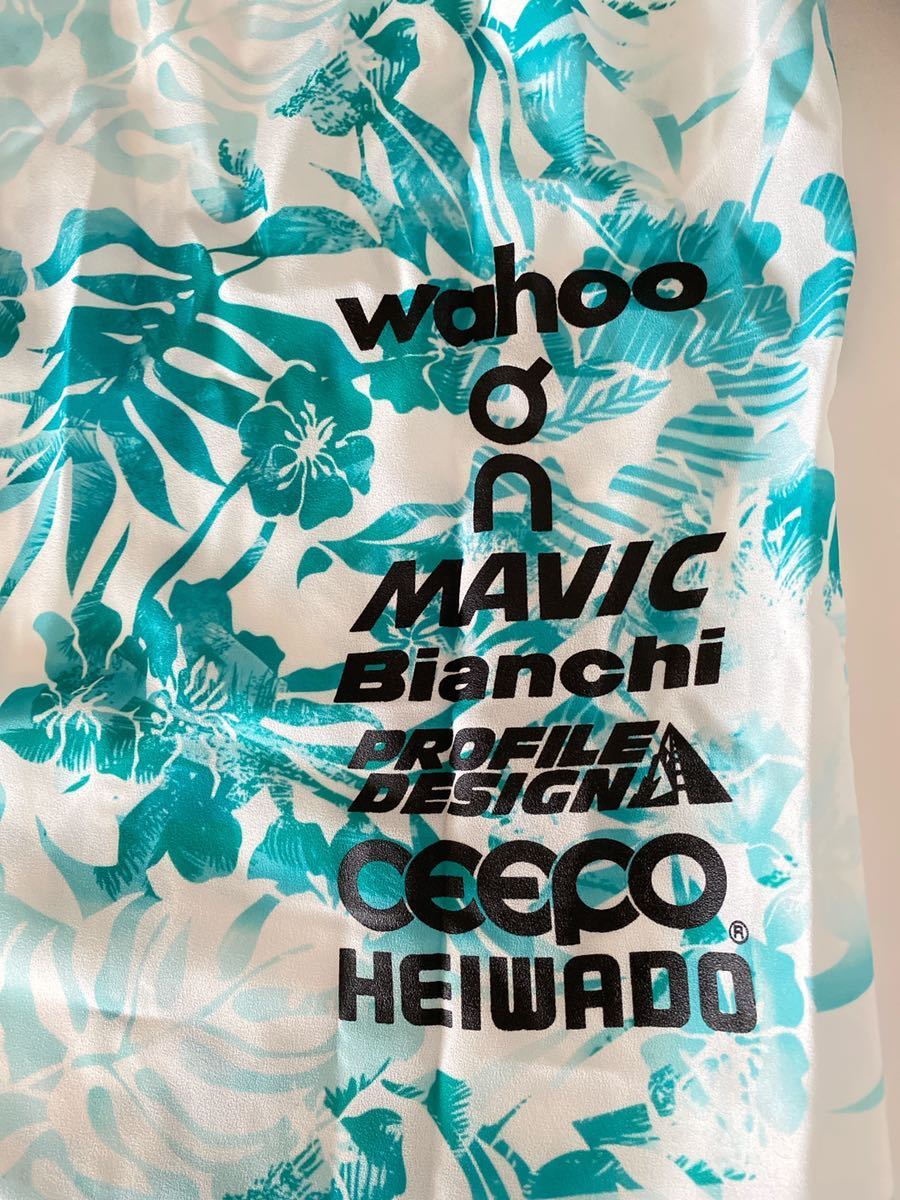 wahoo
On
MAVIC
Bianchi
PROFILE
DESIGN
CEEPO
®
HEIWADO